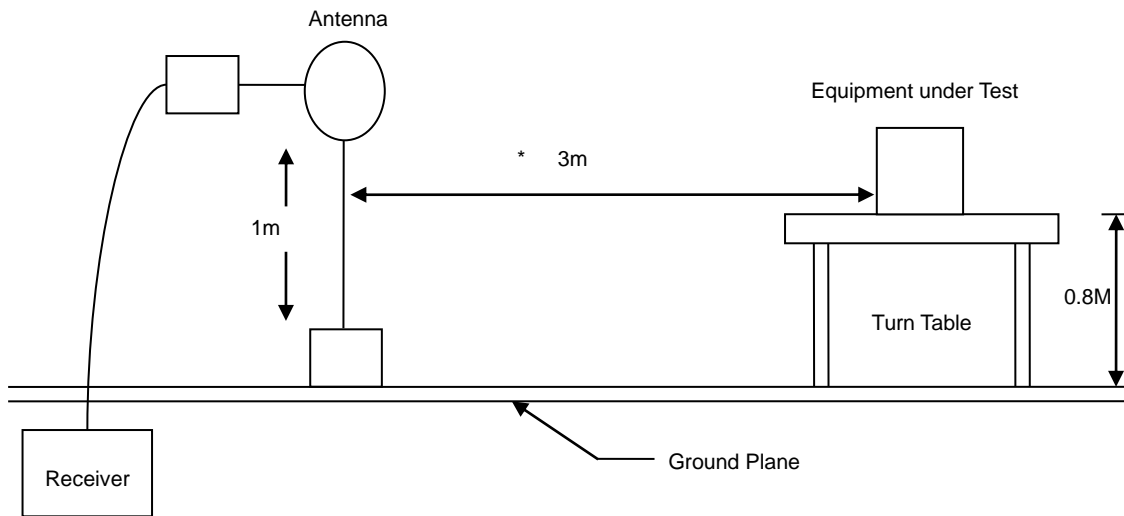 Antenna
Equipment under Test
* 3m
1m
0.8M
Turn Table
Ground Plane
Receiver